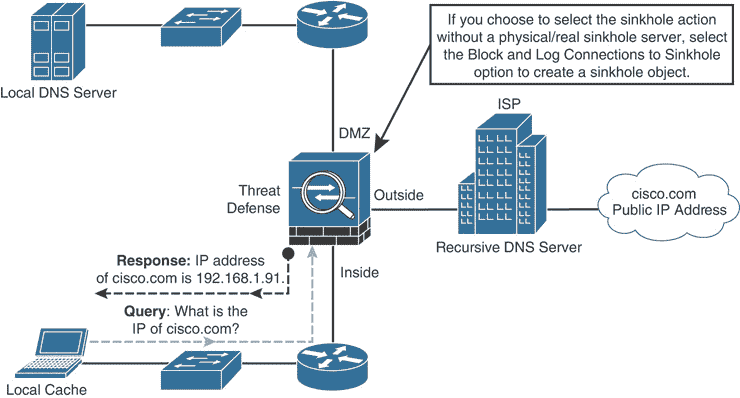 If you choose to select the sinkhole action
without a physical/real sinkhole server, select
the Block and Log Connections to Sinkhole
option to create a sinkhole object.
Local DNS Server
ISP
DMZ
Threat
Defense
Outside
cisco.com
Public IP Address
Recursive DNS Server
Response: IP address
of cisco.com is 192.168.1.91.
Inside
Query: What is the
IP of cisco.com?
Local Cache